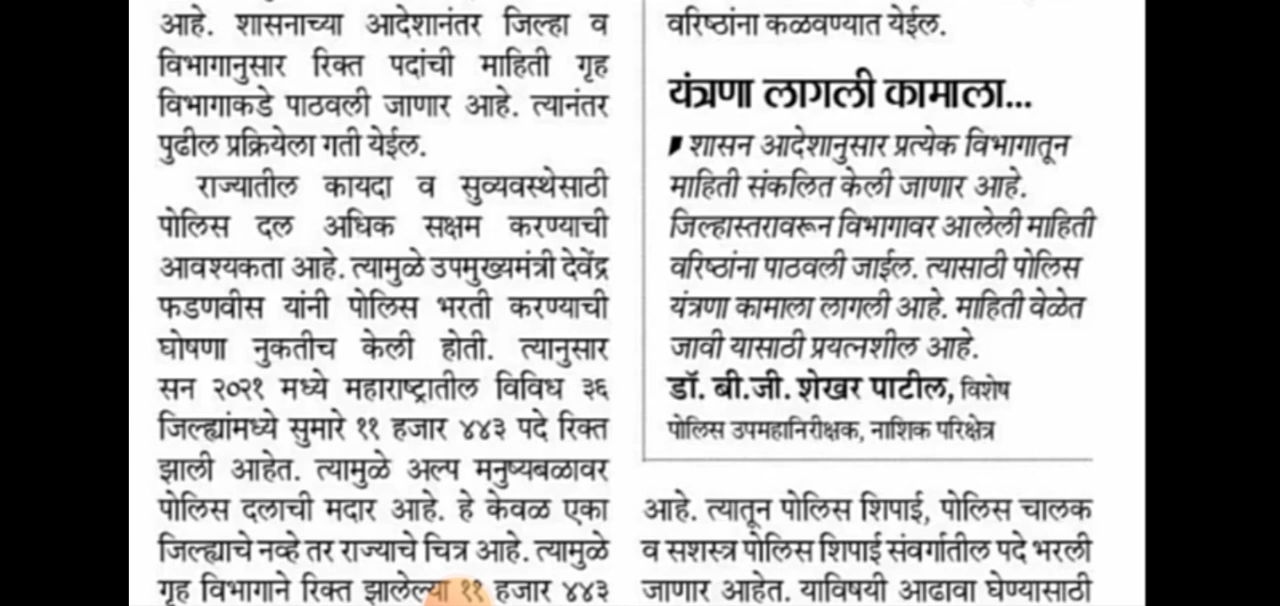 आहे. शासनाच्या आदेशानंतर जिल्हा व
विभागानुसार रिक्त पदांची माहिती गृह
विभागाकडे पाठवली जाणार आहे. त्यानंतर
पुढील प्रक्रियेला गती येईल.
राज्यातील कायदा व सुव्यवस्थेसाठी
पोलिस दल अधिक सक्षम करण्याची
आवश्यकता आहे. त्यामुळे उपमुख्यमंत्री देवेंद्र
फडणवीस यांनी पोलिस भरती करण्याची
घोषणा नुकतीच केली होती. त्यानुसार
सन २०२१ मध्ये महाराष्ट्रातील विविध ३६
जिल्ह्यांमध्ये सुमारे ११ हजार ४४३ पदे रिक्त
झाली आहेत. त्यामुळे अल्प मनुष्यबळावर
पोलिस दलाची मदार आहे. हे केवळ एका
जिल्ह्याचे नव्हे तर राज्याचे चित्र आहे. त्यामुळे
गृह विभागाने रिक्त झालेल्या ११ हजार ४४३
वरिष्ठांना कळवण्यात येईल.
यंत्रणा लागली कामाला...
शासन आदेशानुसार प्रत्येक विभागातून
माहिती संकलित केली जाणार आहे.
जिल्हास्तरावरून विभागावर आलेली माहिती
वरिष्ठांना पाठवली जाईल. त्यासाठी पोलिस
यंत्रणा कामाला लागली आहे. माहिती वेळेत
जावी यासाठी प्रयत्नशील आहे.
डॉ. बी.जी. शेखर पाटील, विशेष
पोलिस उपमहानिरीक्षक, नाशिक परिक्षेत्र
आहे. त्यातून पोलिस शिपाई, पोलिस चालक
व सशस्त्र पोलिस शिपाई संवर्गातील पदे भरली
जाणार आहेत. याविषयी आढावा घेण्यासाठी